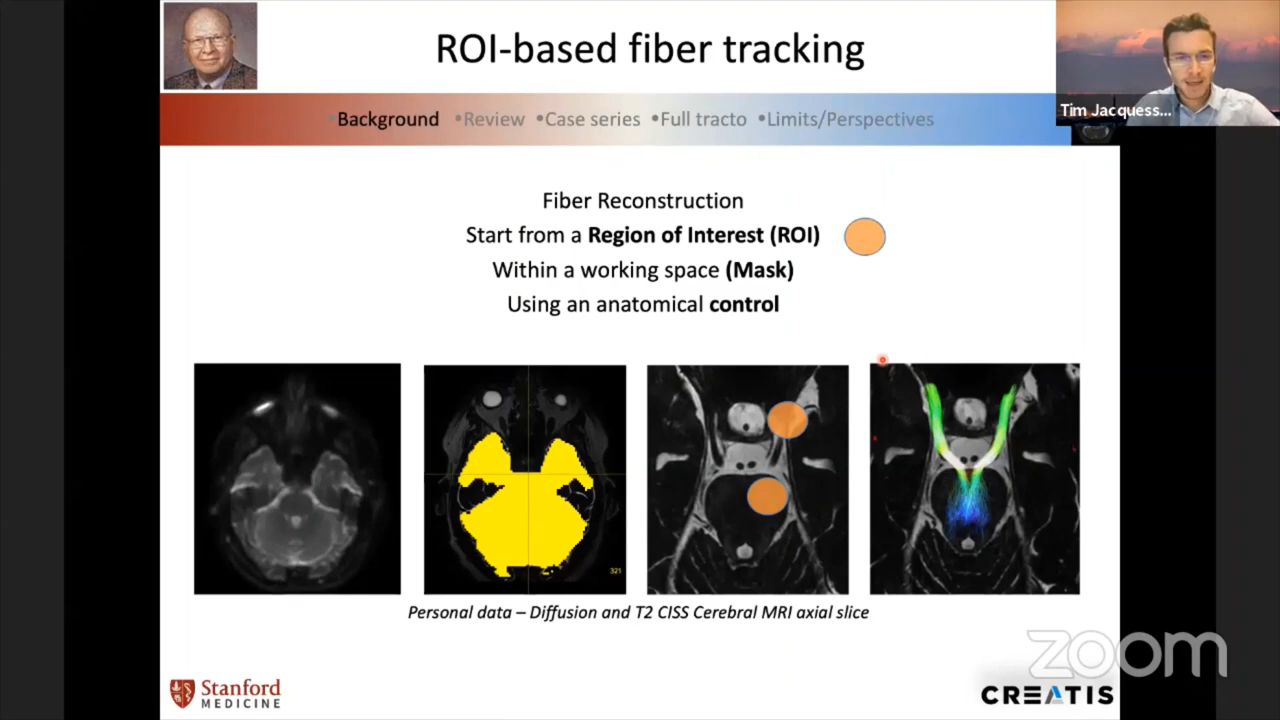 ROI-based fiber tracking
Tim Jacquess...
•Background •Review •Case series •Full tracto •Limits/Perspectives
Fiber Reconstruction
Start from a Region of Interest (ROI)
Within a working space (Mask)
Using an anatomical control
321
Personal data – Diffusion and T2 CISS Cerebral MRI axial slice
zoom
Stanford
MEDICINE
CREATIS